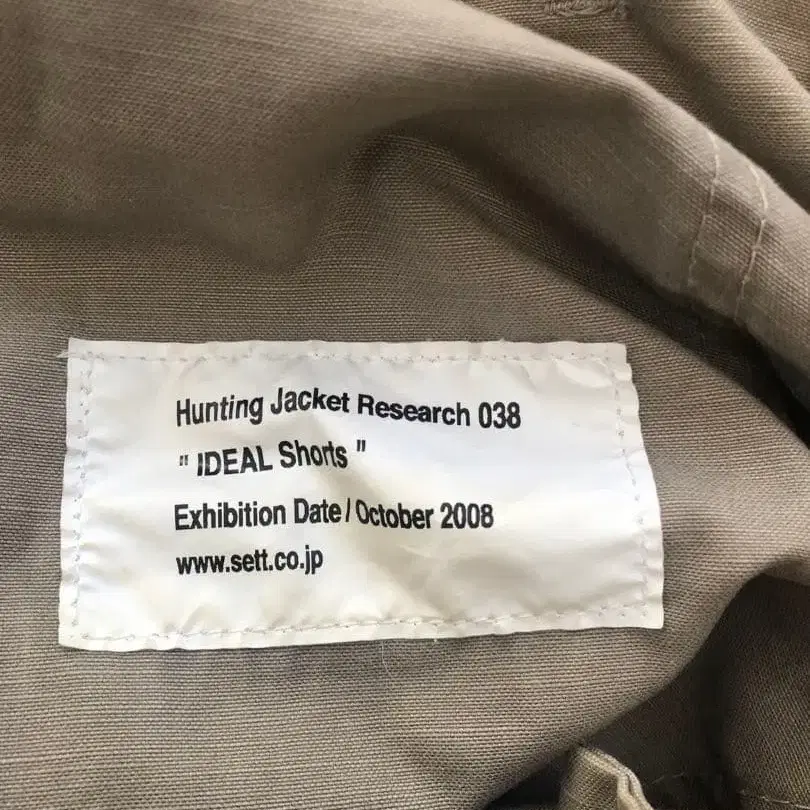 Hunting Jacket Research 038
" IDEAL Shorts "
Exhibition Date / October 2008
www.sett.co.jp